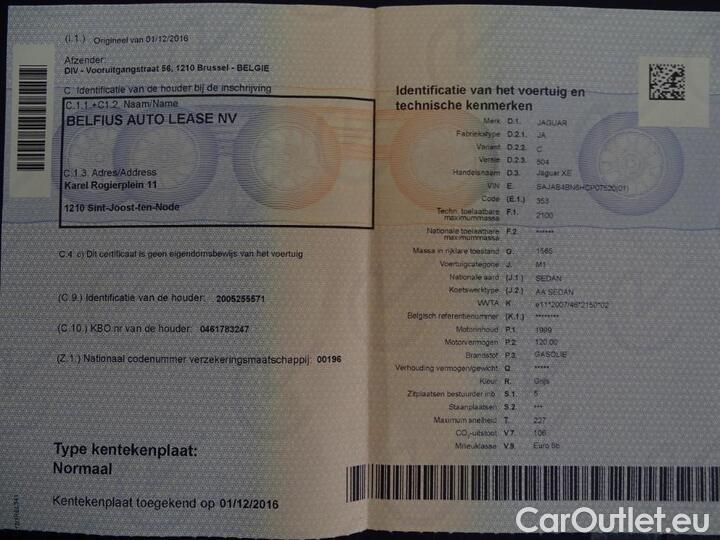 (I.1.) Origineel van 01/12/2016
Afzender:
DIV - Vooruitgangstraat 56, 1210 Brussel - BELGIE
C. Identificatie van de houder bij de inschrijving
C.1.1.+C1.2. Naam/Name
BELFIUS AUTO LEASE NV
C.1.3. Adres/Address
Karel Rogierplein 11
1210 Sint-Joost-ten-Node
C.4.c) Dit certificaat is geen eigendomsbewijs van het voertuig
(C.9.) Identificatie van de houder: 2005255571
(C.10.) KBO nr van de houder: 0461783247
(Z.1.) Nationaal codenummer verzekeringsmaatschappij: 00196
Type kentekenplaat:
Normaal
Kentekenplaat toegekend op 01/12/2016
Identificatie van het voertuig en
technische kenmerken
Merk D.1. JAGUAR
Fabriekstype D.2.1. JA
Variant D.2.2. C
Versie D.2.3. 504
Handelsnaam D.3. Jaguar XE
VIN E. SAJAB4BN6HCP07520(01)
Code (E.1.) 353
Techn. toelaatbare
maximummassa F.1. 2100
Nationale toelaatbare
maximummassa F.2. ******
Massa in rijklare toestand G. 1565
Voertuigcategorie J. M1
Nationale aard (J.1.) SEDAN
Koetswerktype (J.2.) AA SEDAN
WVTA K. e11*2007/46*2150*02
Belgisch referentienummer (K.1.) ********
Motorinhoud P.1. 1999
Motorvermogen P.2. 120.00
Brandstof P.3. GASOLIE
Verhouding vermogen/gewicht Q. *****
Kleur R. Grijs
Zitplaatsen bestuurder inb. S.1. 5
Staanplaatsen S.2. ***
Maximum snelheid T. 227
CO₂-uitstoot V.7. 106
Milieuklasse V.9. Euro 6b
CarOutlet.eu